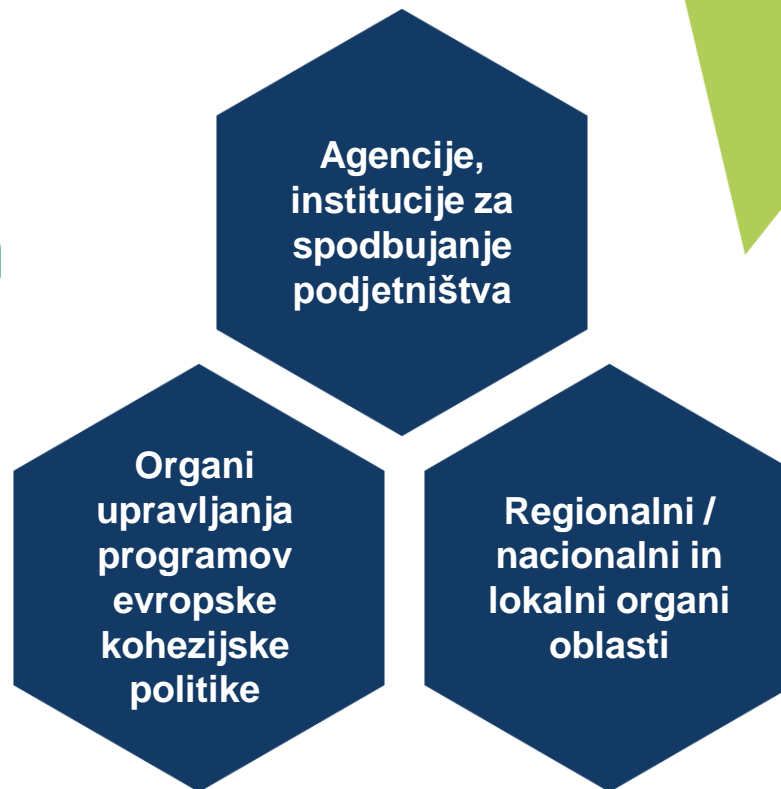 Agencije,
institucije za
spodbujanje
podjetništva
Organi
upravljanja
programov
evropske
kohezijske
politike
Regionalni /
nacionalni in
lokalni organi
oblasti